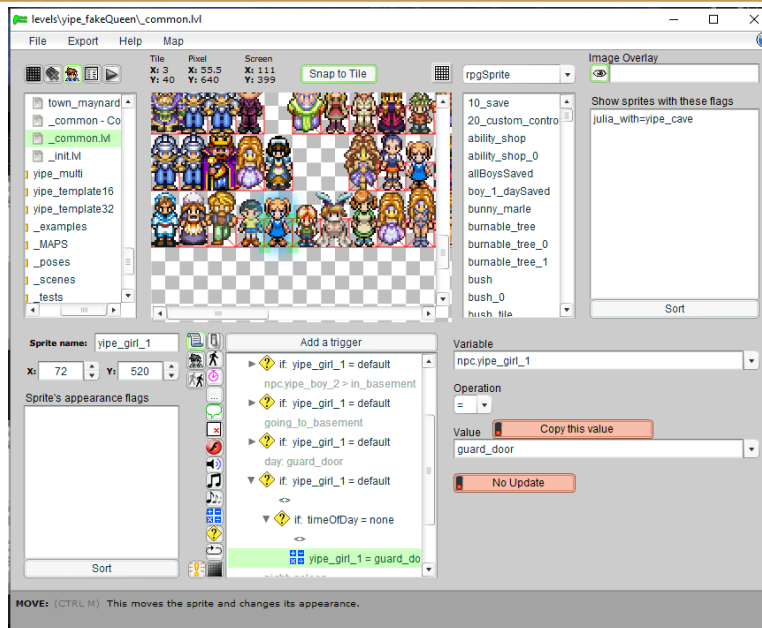 levels\yipe_fakeQueen\_common.lvl
File Export Help Map
Tile Pixel Screen
X: 3 X: 55.5 X: 111
Y: 40 Y: 640 Y: 399
Snap to Tile
rpgSprite
Image Overlay
Show sprites with these flags
julia_with=yipe_cave
Sort
town_maynard
_common - Co
_common.lvl
_init.lvl
yipe_multi
yipe_template16
yipe_template32
_examples
_MAPS
_poses
_scenes
_tests
10_save
20_custom_contro
ability_shop
ability_shop_0
allBoysSaved
boy_1_daySaved
bunny_marle
burnable_tree
burnable_tree_0
burnable_tree_1
bush
bush_0
bush_tile
Sprite name: yipe_girl_1
X: 72 Y: 520
Sprite's appearance flags
Sort
Add a trigger
if: yipe_girl_1 = default
npc.yipe_boy_2 > in_basement
if: yipe_girl_1 = default
going_to_basement
if: yipe_girl_1 = default
day: guard_door
if: yipe_girl_1 = default
<>
if: timeOfDay = none
<>
yipe_girl_1 = guard_do
Variable
npc.yipe_girl_1
Operation
=
Value
Copy this value
guard_door
No Update
MOVE: (CTRL M) This moves the sprite and changes its appearance.